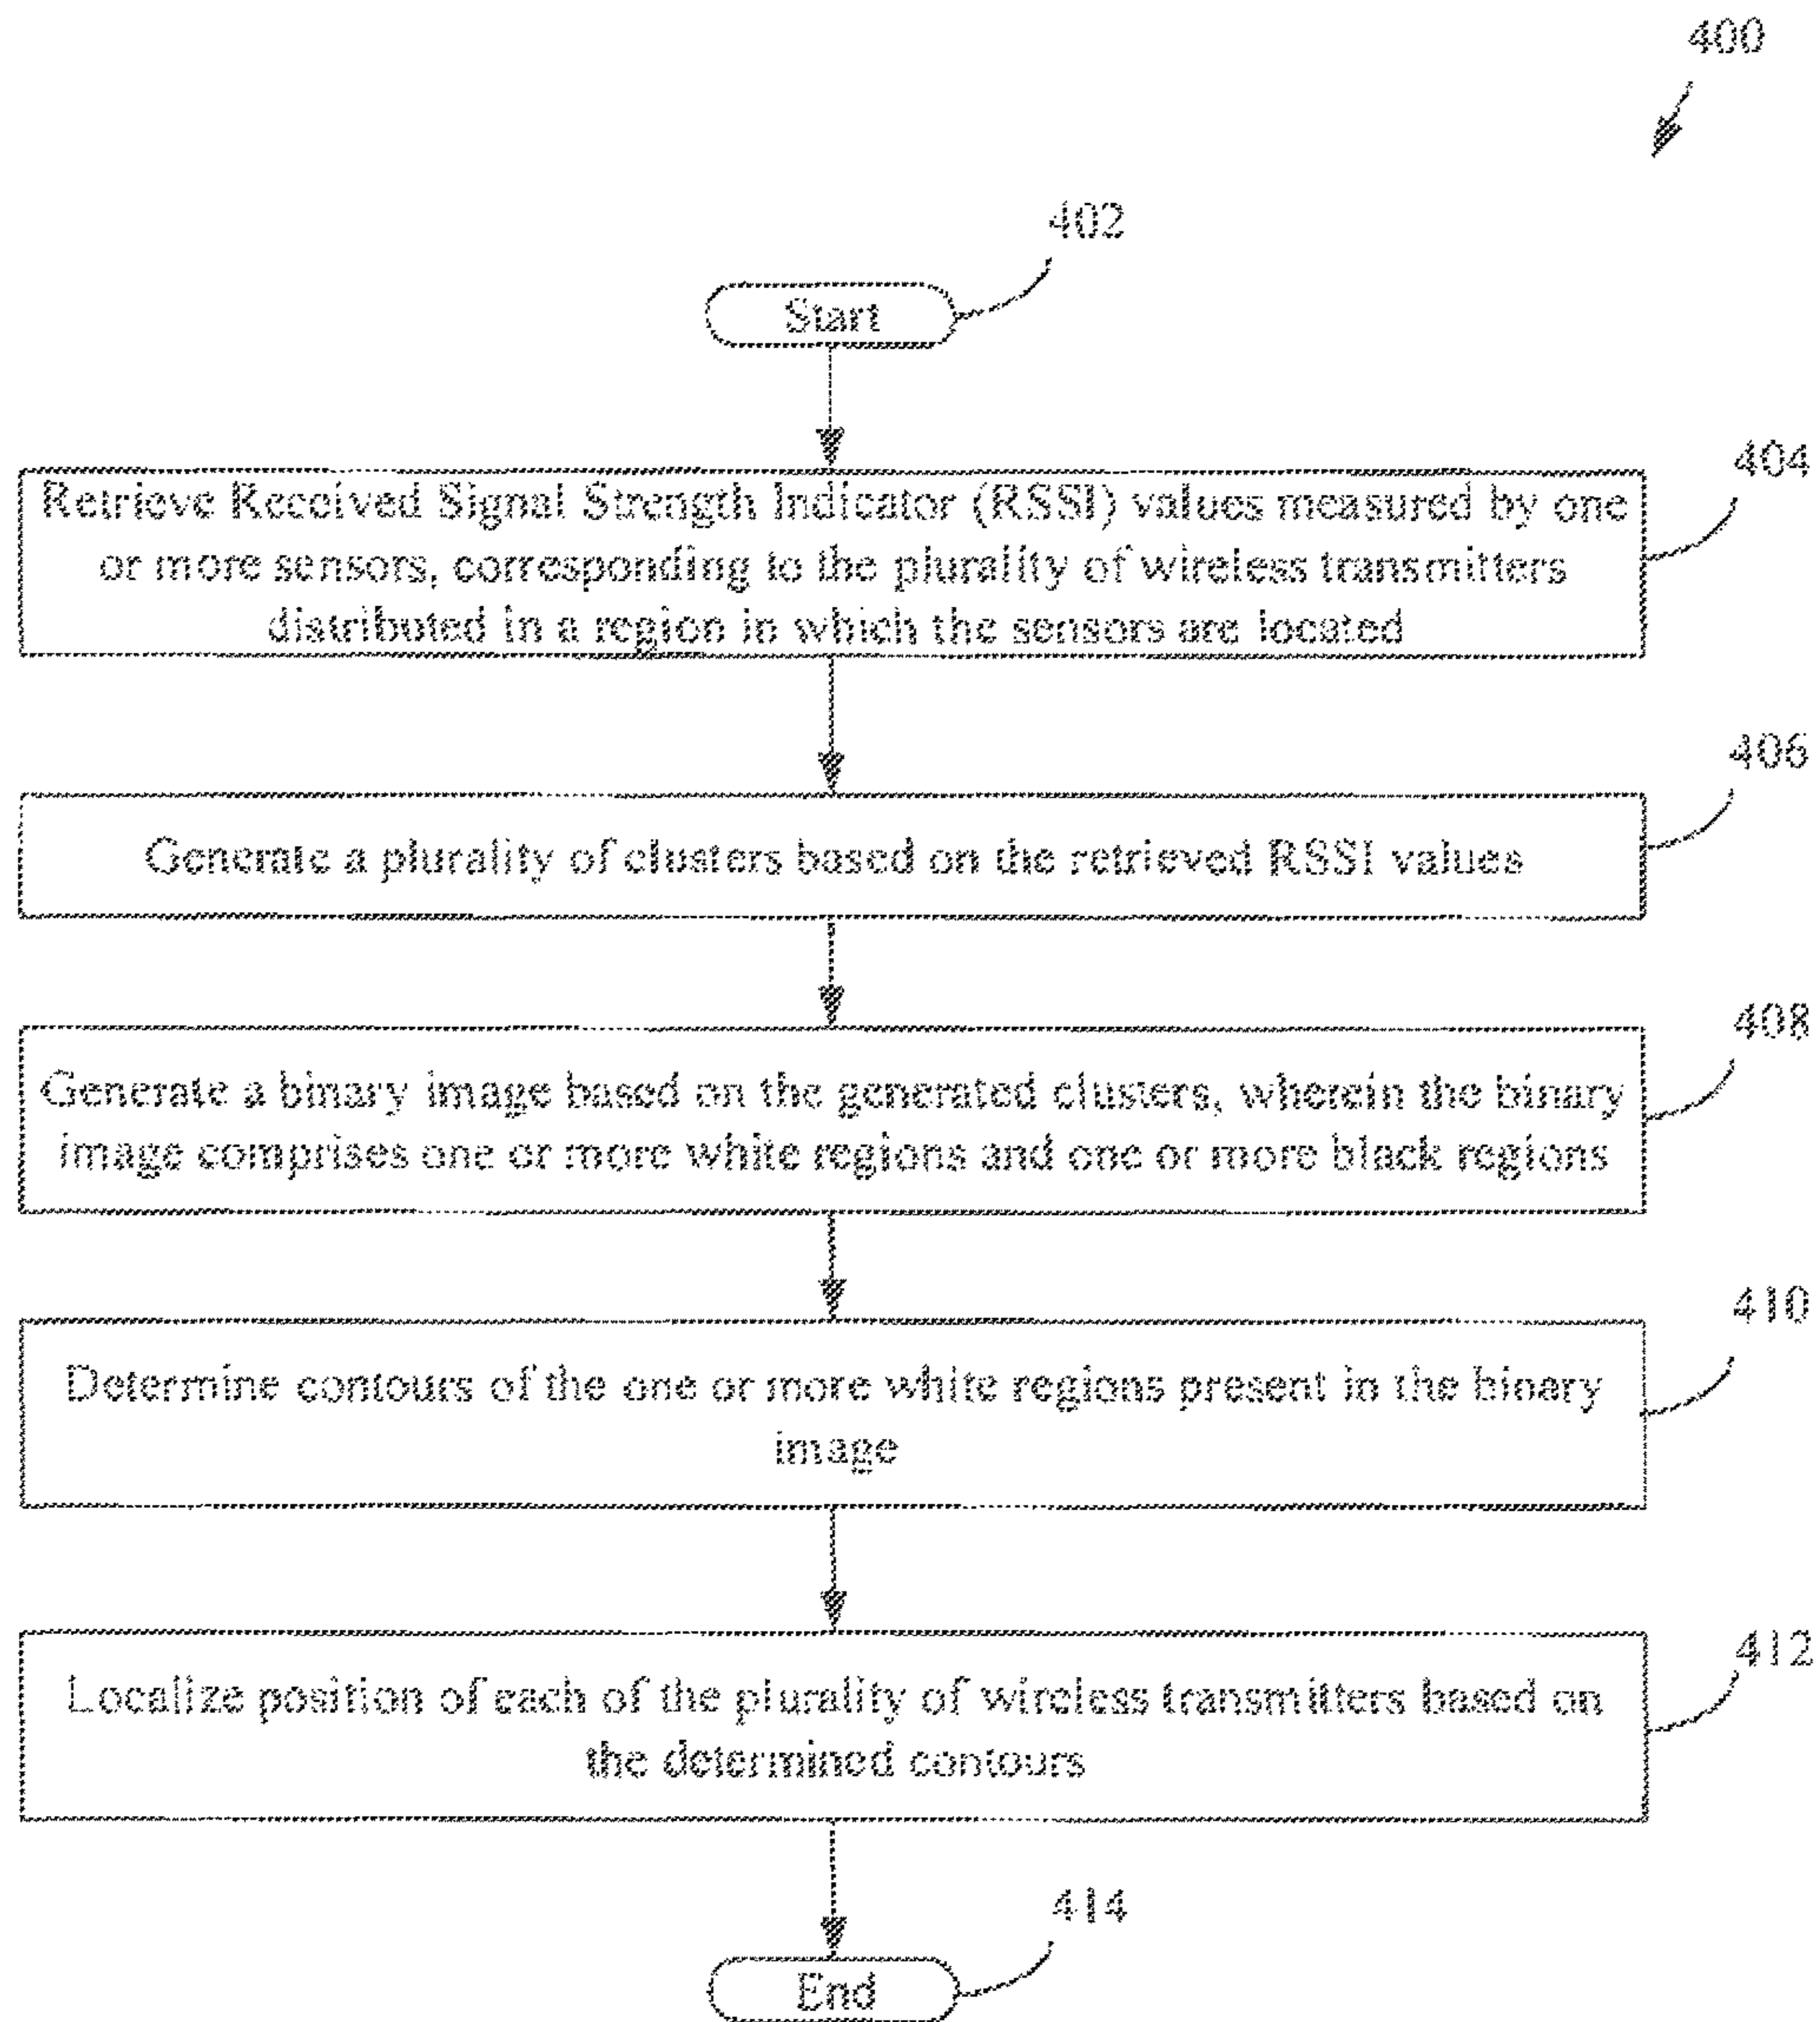 400
402
Start
404
Retrieve Received Signal Strength Indicator (RSSI) values measured by one
or more sensors, corresponding to the plurality of wireless transmitters
distributed in a region in which the sensors are located
406
Generate a plurality of clusters based on the retrieved RSSI values
408
Generate a binary image based on the generated clusters, wherein the binary
image comprises one or more white regions and one or more black regions
410
Determine contours of the one or more white regions present in the binary
image
412
Localize position of each of the plurality of wireless transmitters based on
the determined contours
414
End